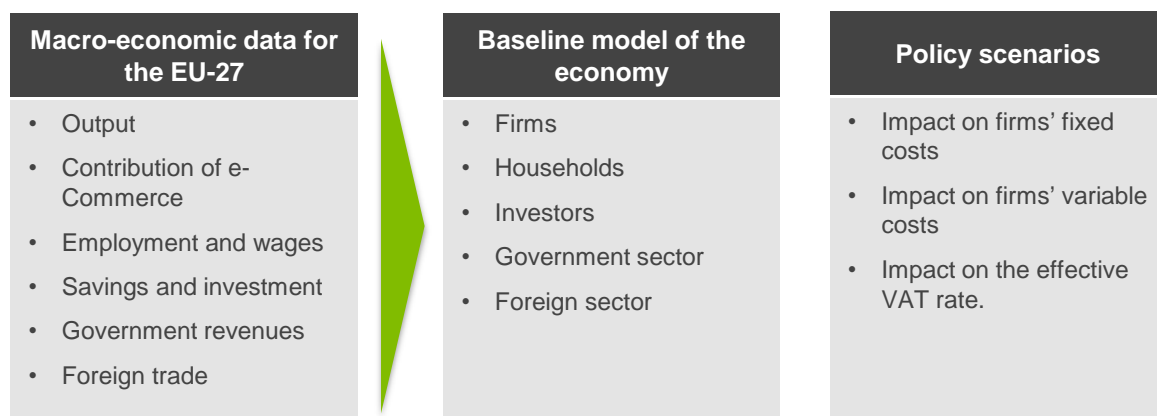 Macro-economic data for
the EU-27
• Output
• Contribution of e-
Commerce
• Employment and wages
• Savings and investment
• Government revenues
• Foreign trade
Baseline model of the
economy
• Firms
• Households
• Investors
• Government sector
• Foreign sector
Policy scenarios
• Impact on firms’ fixed
costs
• Impact on firms’ variable
costs
• Impact on the effective
VAT rate.